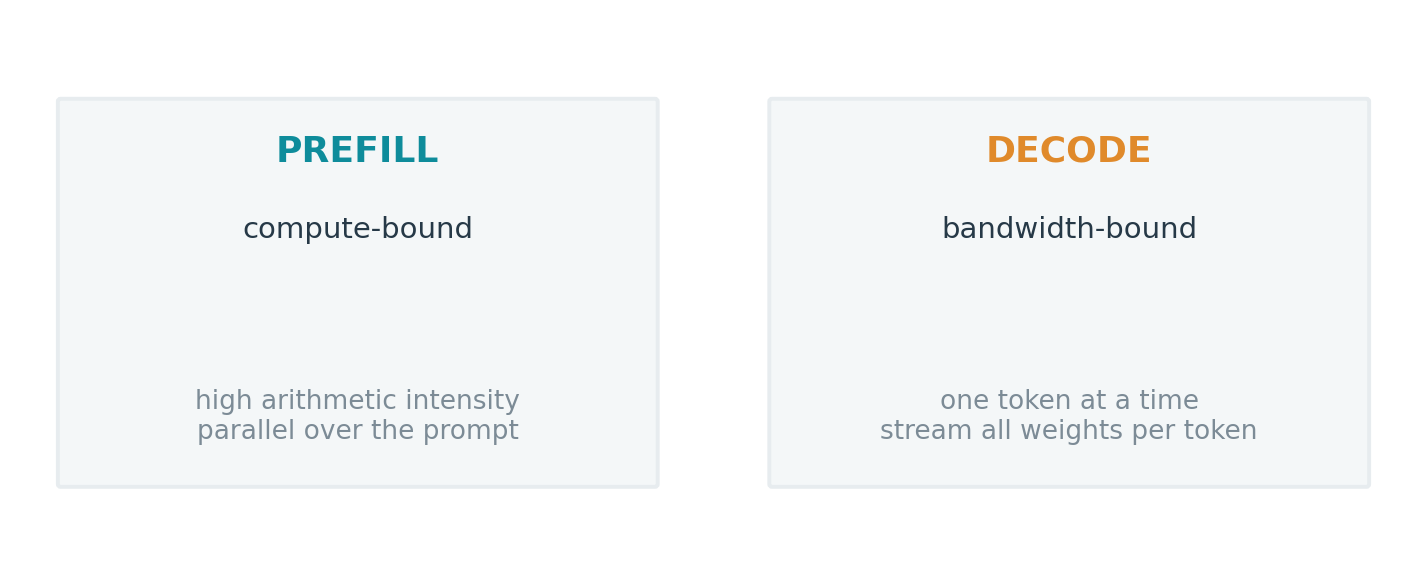 PREFILL
compute-bound
high arithmetic intensity
parallel over the prompt
DECODE
bandwidth-bound
one token at a time
stream all weights per token